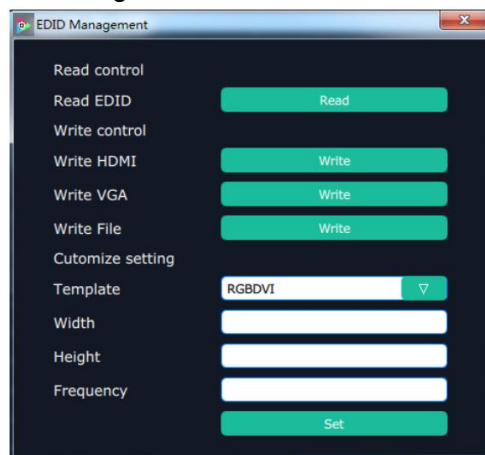 EDID Management
Read control
Read EDID Read
Write control
Write HDMI Write
Write VGA Write
Write File Write
Cutomize setting
Template RGBDVI
Width
Height
Frequency
Set